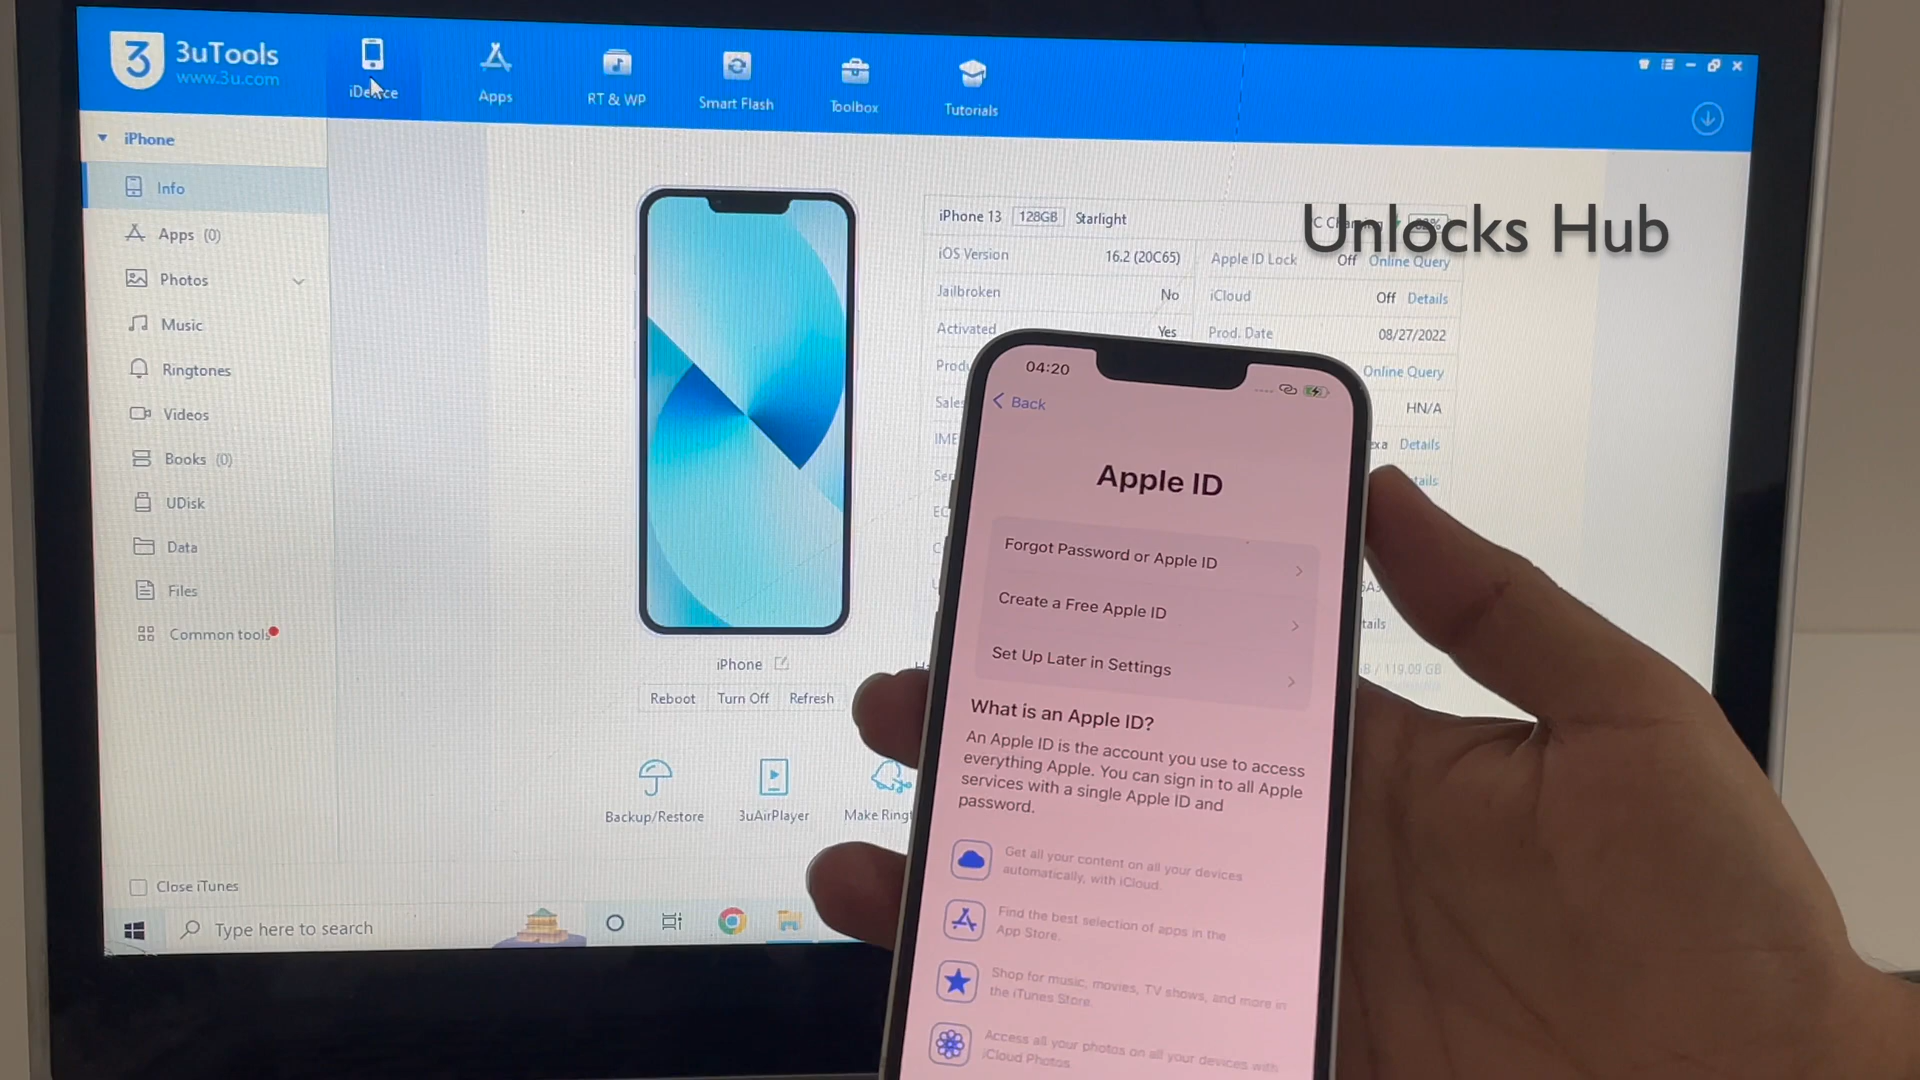 3uTools
www.3u.com
iDevice
Apps
RT & WP
Smart Flash
Toolbox
Tutorials
iPhone
Info
Apps (0)
Photos
Music
Ringtones
Videos
Books (0)
UDisk
Data
Files
Common tools
Close iTunes
Type here to search
iPhone
Reboot Turn Off Refresh
Backup/Restore
3uAirPlayer
Make Ringt
iPhone 13 128GB Starlight
Unlocks Hub
iOS Version 16.2 (20C65) Apple ID Lock Off Online Query
Jailbroken No iCloud Off Details
Activated Yes Prod. Date 08/27/2022
Produ Online Query
Sales HN/A
IME Details
Ser
EC
04:20
Back
Apple ID
Forgot Password or Apple ID
Create a Free Apple ID
Set Up Later in Settings
What is an Apple ID?
An Apple ID is the account you use to access
everything Apple. You can sign in to all Apple
services with a single Apple ID and
password.
Get all your content on all your devices
automatically, with iCloud.
Find the best selection of apps in the
App Store.
Shop for music, movies, TV shows, and more in
the iTunes Store.
Access all your photos on all your devices with
iCloud Photos.